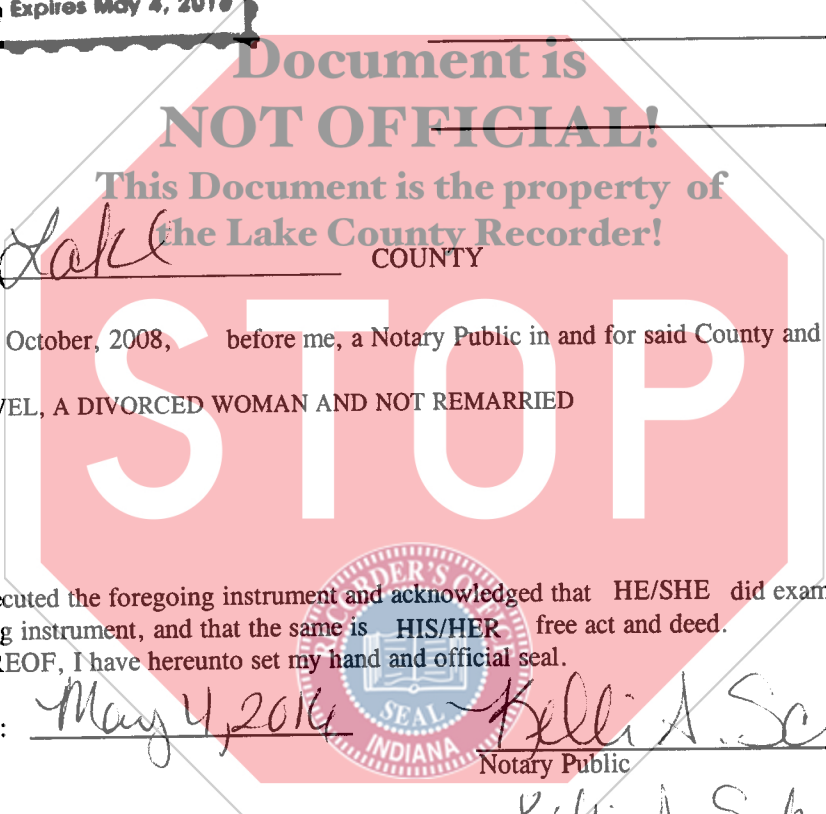 Expires May 4, 201
Document is
NOT OFFICIAL!
This Document is the property of
the Lake County Recorder!
Lake COUNTY
October, 2008, before me, a Notary Public in and for said County and
VEL, A DIVORCED WOMAN AND NOT REMARRIED
STOP
ecuted the foregoing instrument and acknowledged that HE/SHE did exam
g instrument, and that the same is HIS/HER free act and deed.
REOF, I have hereunto set my hand and official seal.
RECORDER'S OFFICE
SEAL
INDIANA
: May 4, 2016 Kelli A. Sc
Notary Public